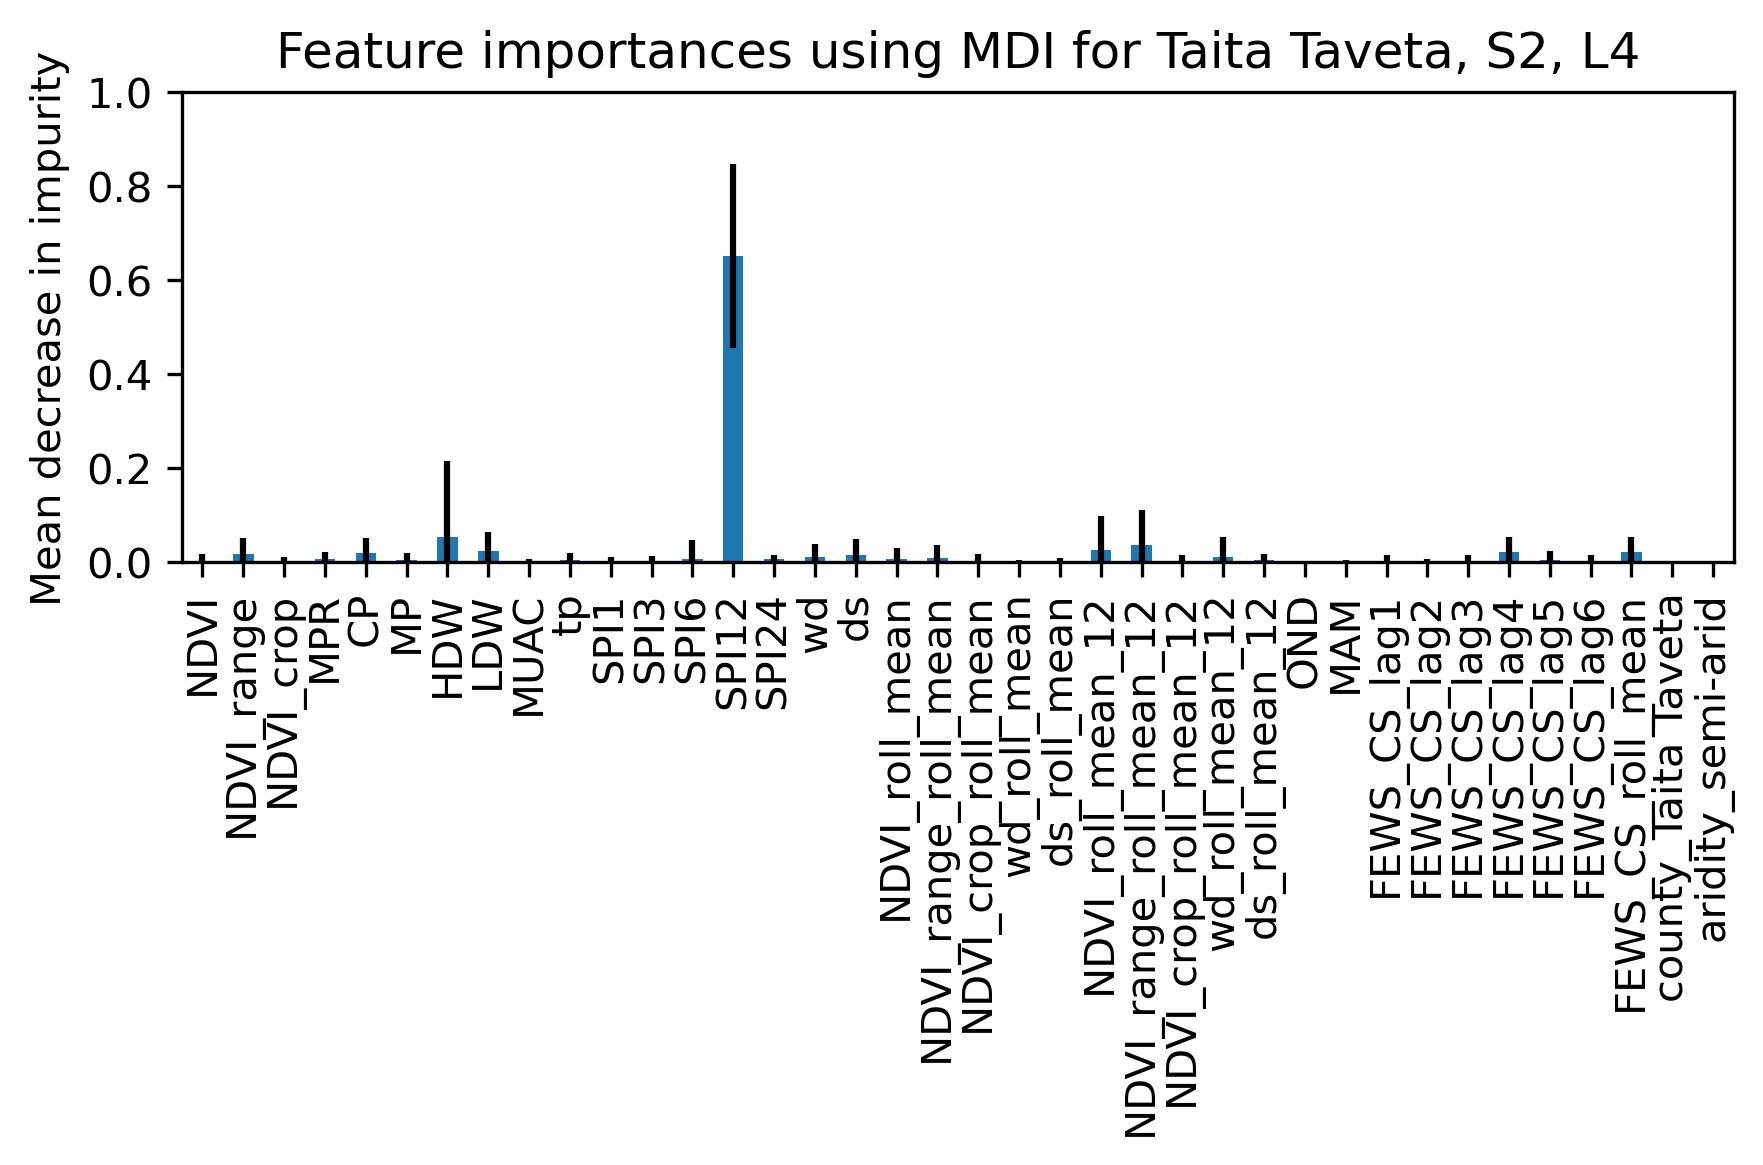 Feature importances using MDI for Taita Taveta, S2, L4
Mean decrease in impurity
1.0
0.8
0.6
0.4
0.2
0.0
NDVI
NDVI_range
NDVI_crop
MPR
CP
MP
HDW
LDW
MUAC
tp
SPI1
SPI3
SPI6
SPI12
SPI24
wd
ds
NDVI_roll_mean
NDVI_range_roll_mean
NDVI_crop_roll_mean
wd_roll_mean
ds_roll_mean
NDVI_roll_mean_12
NDVI_range_roll_mean_12
NDVI_crop_roll_mean_12
wd_roll_mean_12
ds_roll_mean_12
OND
MAM
FEWS_CS_lag1
FEWS_CS_lag2
FEWS_CS_lag3
FEWS_CS_lag4
FEWS_CS_lag5
FEWS_CS_lag6
FEWS_CS_roll_mean
county_Taita Taveta
aridity_semi-arid